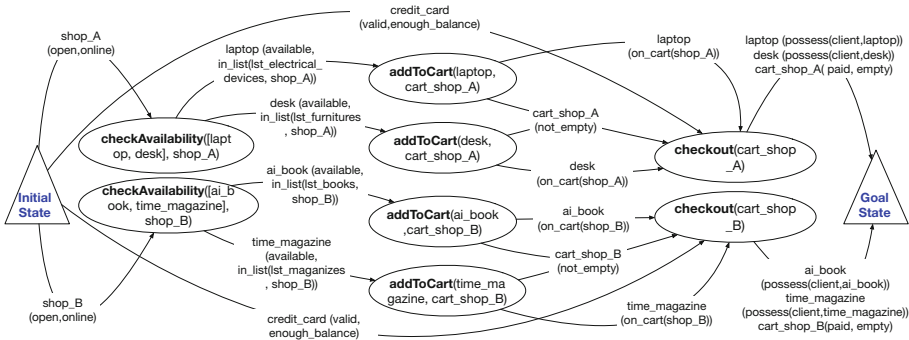 credit_card
(valid,enough_balance)
shop_A
(open,online)
laptop (available,
in_list(lst_electrical_
devices, shop_A))
laptop
(on_cart(shop_A))
laptop (possess(client,laptop))
desk (possess(client,desk))
cart_shop_A( paid, empty)
addToCart(laptop,
cart_shop_A)
desk (available,
in_list(lst_furnitures
, shop_A))
cart_shop_A
(not_empty)
checkAvailability([lapt
op, desk], shop_A)
addToCart(desk,
cart_shop_A)
checkout(cart_shop
_A)
desk
(on_cart(shop_A))
ai_book (available,
in_list(lst_books,
shop_B))
Initial
State
checkAvailability([ai_b
ook, time_magazine],
shop_B)
addToCart(ai_book
,cart_shop_B)
ai_book
(on_cart(shop_B))
checkout(cart_shop
_B)
Goal
State
time_magazine
(available,
in_list(lst_maganizes
, shop_B))
cart_shop_B
(not_empty)
addToCart(time_ma
gazine, cart_shop_B)
shop_B
(open,online)
credit_card (valid,
enough_balance)
time_magazine
(on_cart(shop_B))
ai_book
(possess(client,ai_book))
time_magazine
(possess(client,time_magazine))
cart_shop_B(paid, empty)